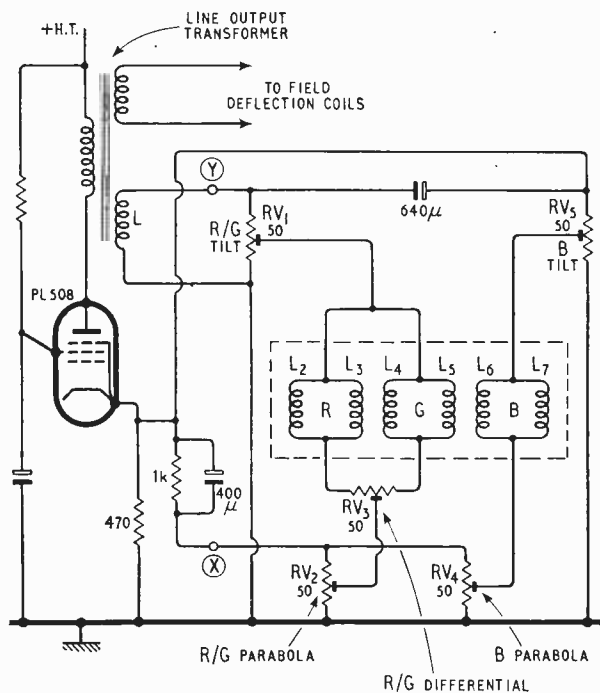 LINE OUTPUT
TRANSFORMER
+H.T.
TO FIELD
DEFLECTION COILS
Y
L
R/G
TILT
RV1
50
640μ
RV5
50
B
TILT
PL508
L2
L3
L4
L5
L6
L7
R
G
B
1k
400
μ
470
RV3
50
X
RV2
50
RV4
50
R/G PARABOLA
B PARABOLA
R/G DIFFERENTIAL